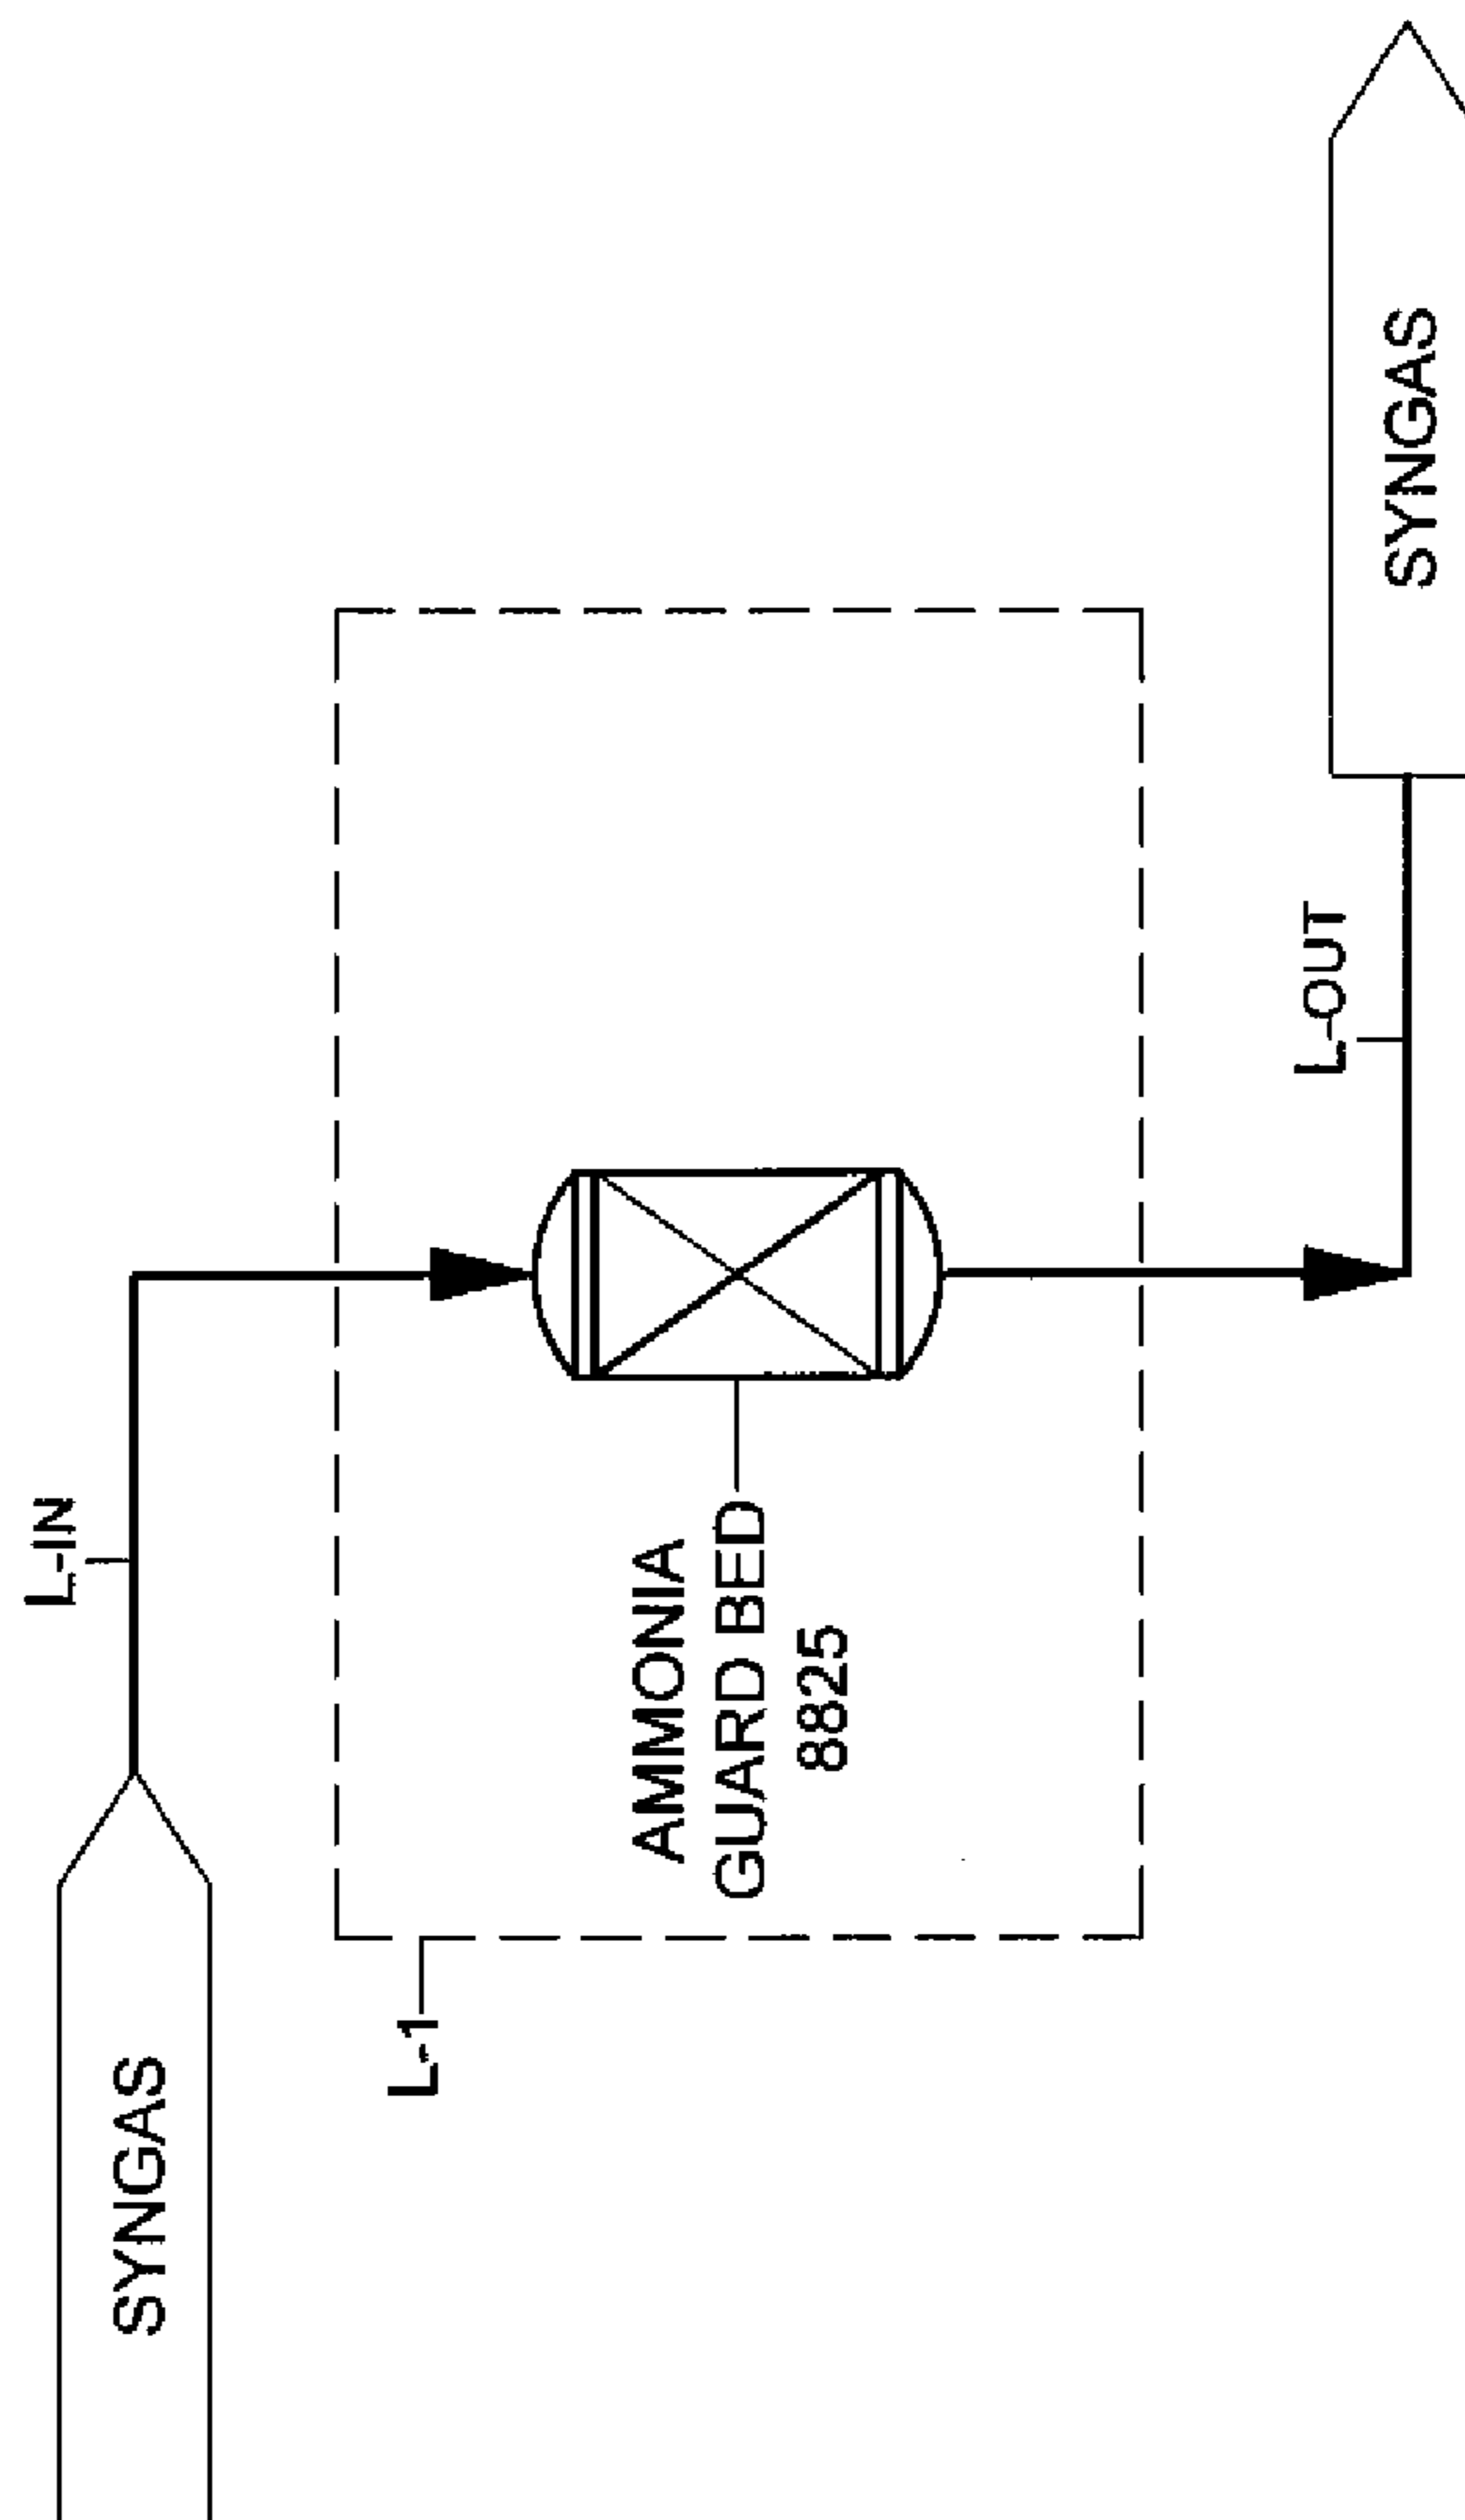 SYNGAS
L-IN
L-1
AMMONIA
GUARD BED
8825
L-OUT
SYNGAS